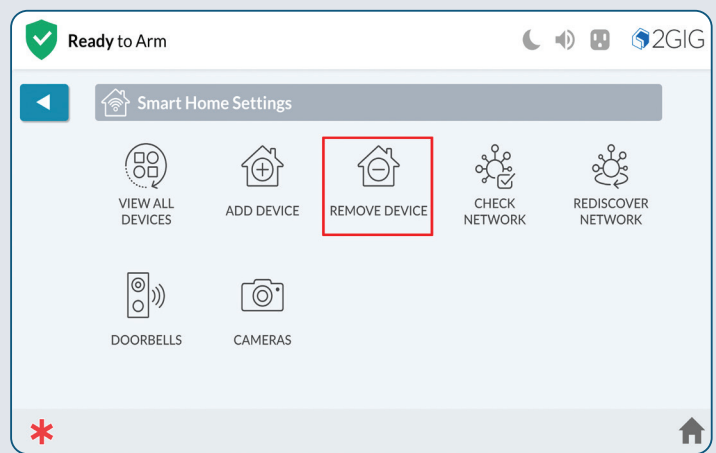 Ready to Arm
2GIG
Smart Home Settings
VIEW ALL
DEVICES
ADD DEVICE
REMOVE DEVICE
CHECK
NETWORK
REDISCOVER
NETWORK
DOORBELLS
CAMERAS